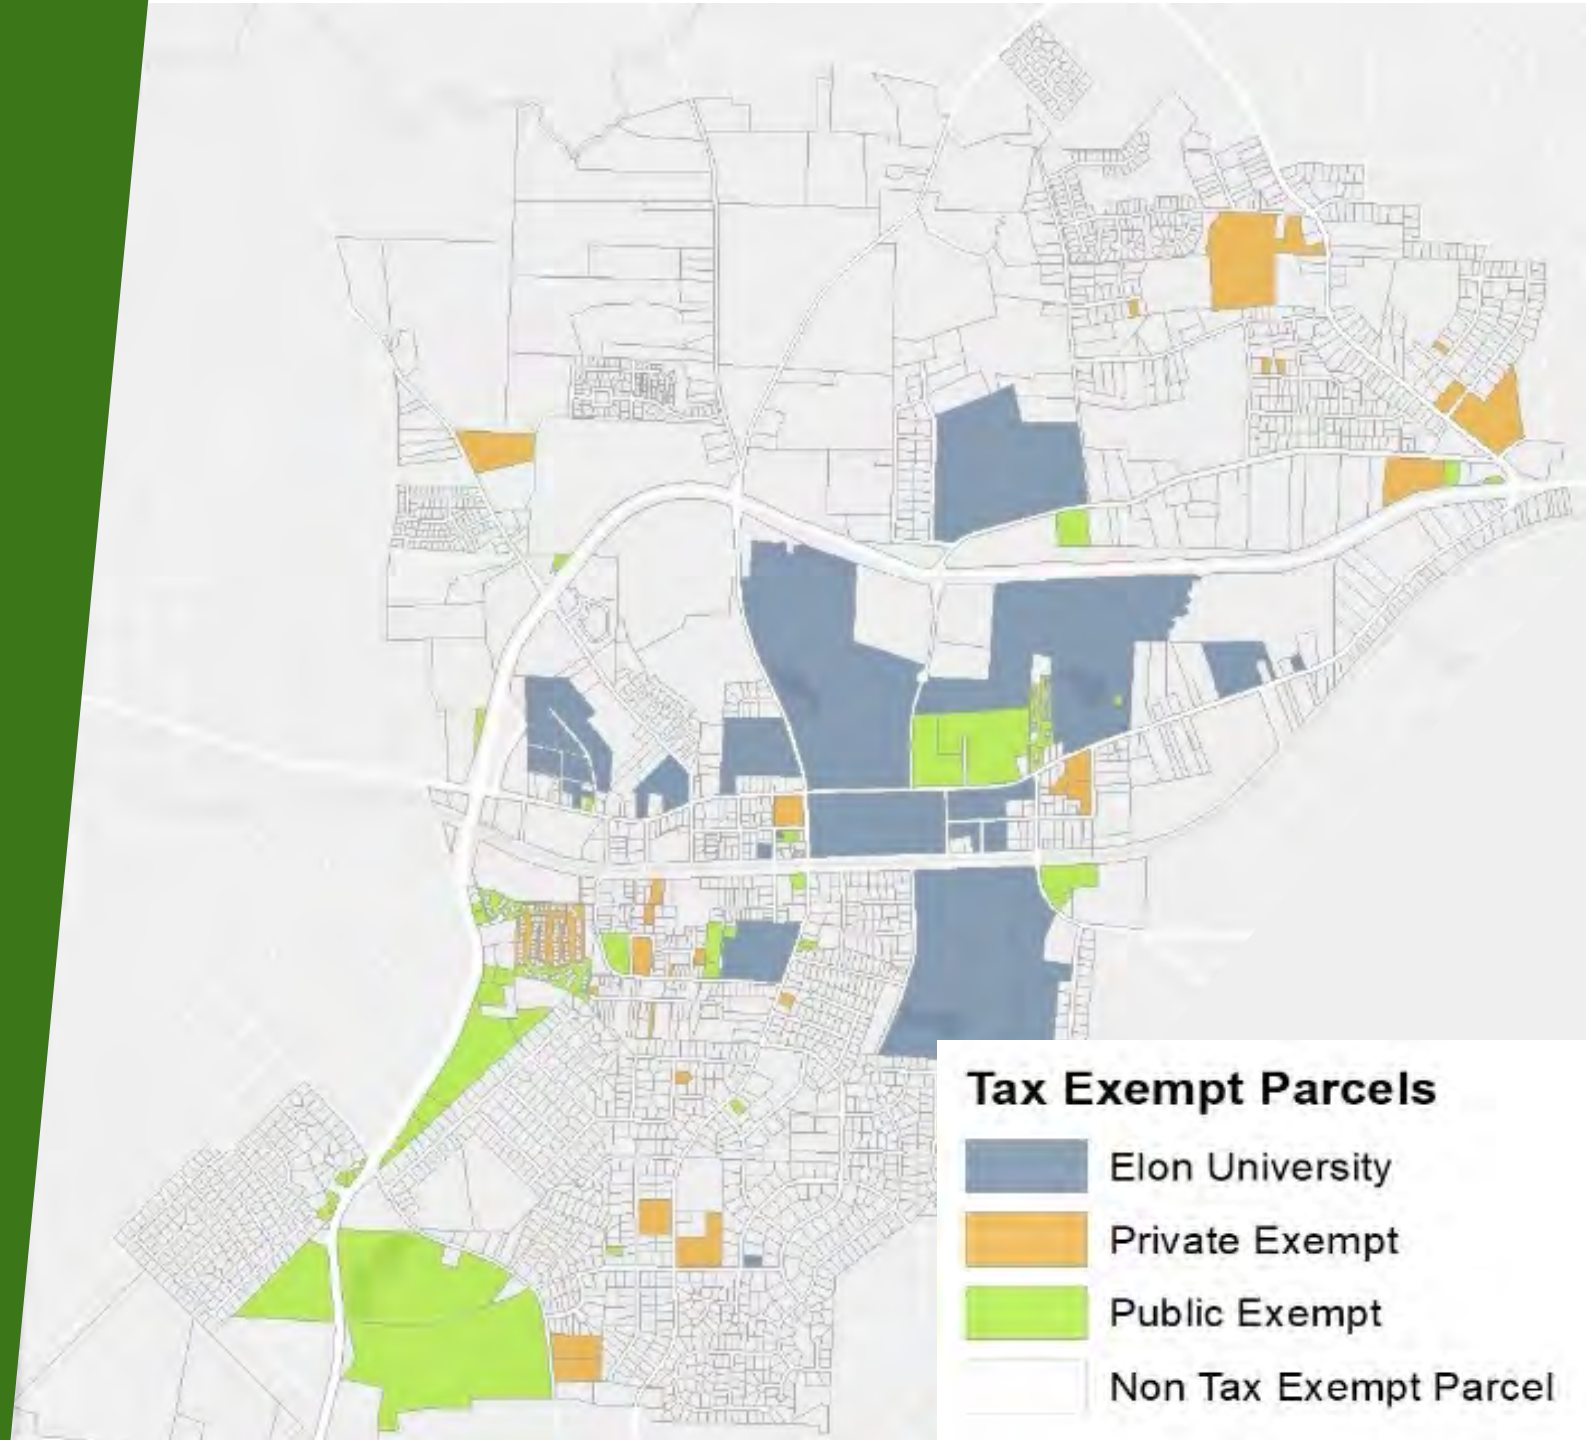 Tax Exempt Parcels
Elon University
Private Exempt
Public Exempt
Non Tax Exempt Parcel